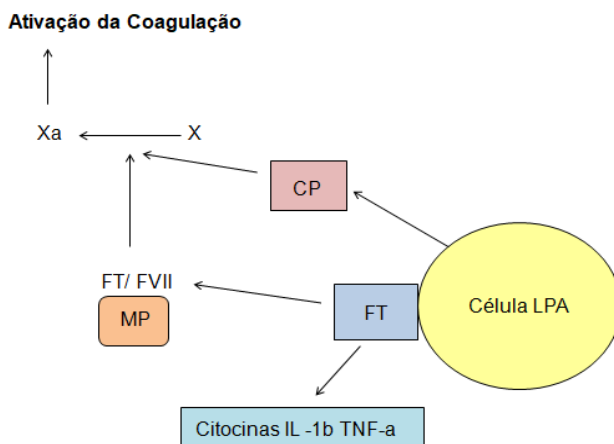 Ativação da Coagulação
Xa
X
CP
FT/ FVII
MP
FT
Célula LPA
Citocinas IL -1b TNF-a